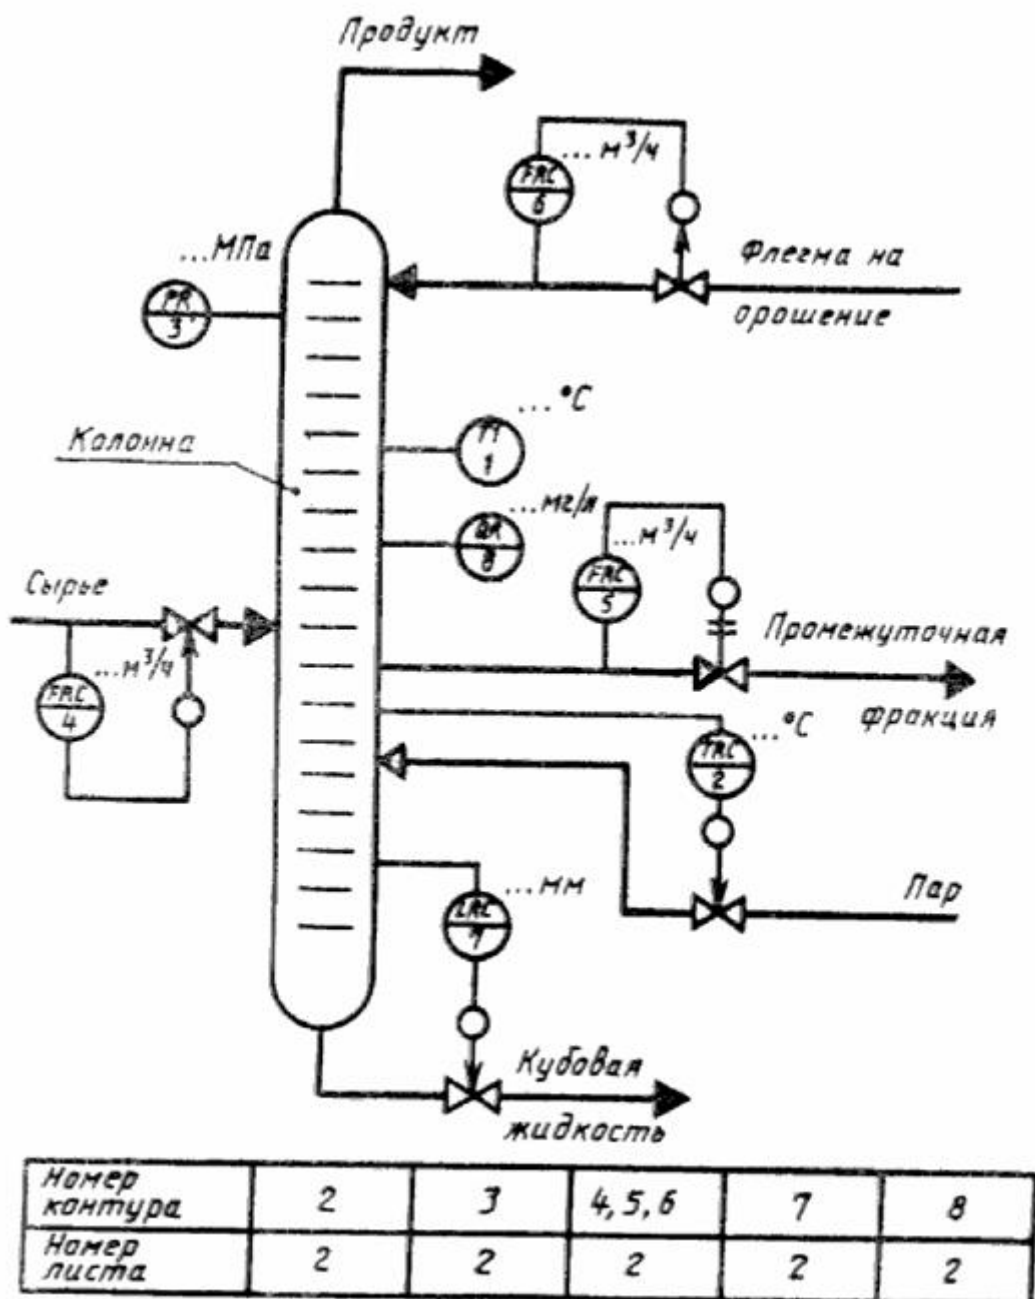 Продукт
...м³/ч
FRC
6
...МПа
Флегма на
орошение
PR
3
...°С
Колонна
TI
1
...мг/л
QR
8
...м³/ч
FRC
5
Сырье
...м³/ч
FRC
4
Промежуточная
фракция
...°С
TRC
2
Пар
...мм
LRC
7
Кубовая
жидкость
Номер
контура
2
3
4, 5, 6
7
8
Номер
листа
2
2
2
2
2